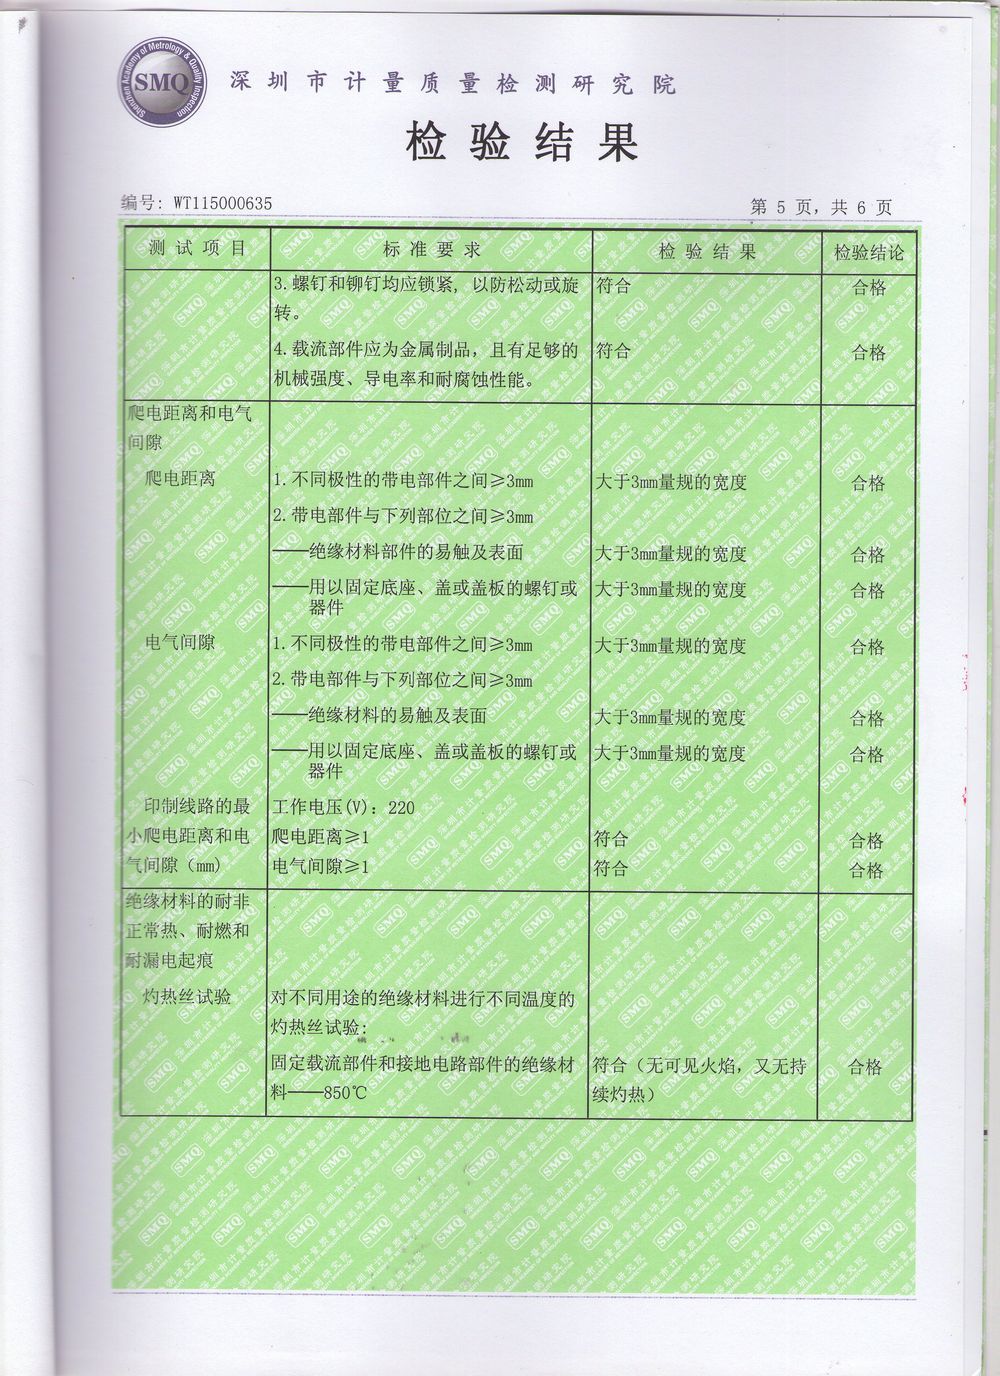 Shenzhen Academy of Metrology & Quality Inspection
SMQ
深圳市计量质量检测研究院
检验结果
编号: WT115000635
第 5 页, 共 6 页
测试项目 标准要求 检验结果 检验结论
3.螺钉和铆钉均应锁紧, 以防松动或旋 符合 合格
转。
4.载流部件应为金属制品, 且有足够的 符合 合格
机械强度、导电率和耐腐蚀性能。
爬电距离和电气
间隙
爬电距离 1.不同极性的带电部件之间≥3mm 大于3mm量规的宽度 合格
2.带电部件与下列部位之间≥3mm
——绝缘材料部件的易触及表面 大于3mm量规的宽度 合格
——用以固定底座、盖或盖板的螺钉或 大于3mm量规的宽度 合格
器件
电气间隙 1.不同极性的带电部件之间≥3mm 大于3mm量规的宽度 合格
2.带电部件与下列部位之间≥3mm
——绝缘材料的易触及表面 大于3mm量规的宽度 合格
——用以固定底座、盖或盖板的螺钉或 大于3mm量规的宽度 合格
器件
印制线路的最 工作电压(V): 220
小爬电距离和电 爬电距离≥1 符合 合格
气间隙（mm) 电气间隙≥1 符合 合格
绝缘材料的耐非
正常热、耐燃和
耐漏电起痕
灼热丝试验 对不同用途的绝缘材料进行不同温度的
灼热丝试验:
固定载流部件和接地电路部件的绝缘材 符合（无可见火焰, 又无持 合格
料——850℃ 续灼热）